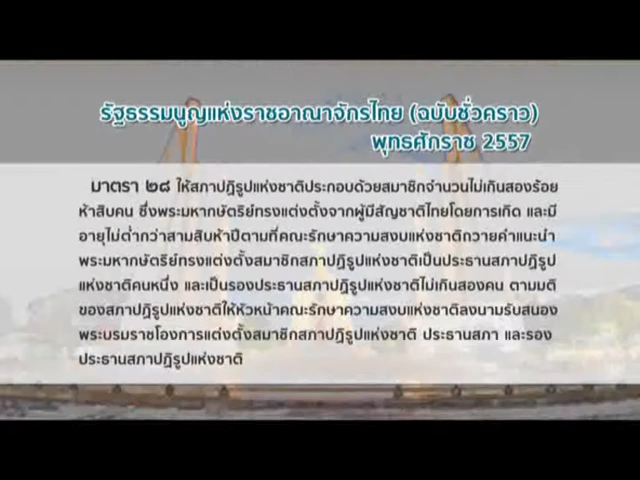 รัฐธรรมนูญแห่งราชอาณาจักรไทย (ฉบับชั่วคราว)
พุทธศักราช 2557
มาตรา ๒๘ ให้สภาปฏิรูปแห่งชาติประกอบด้วยสมาชิกจำนวนไม่เกินสองร้อย
ห้าสิบคน ซึ่งพระมหากษัตริย์ทรงแต่งตั้งจากผู้มีสัญชาติไทยโดยการเกิด และมี
อายุไม่ต่ำกว่าสามสิบห้าปีตามที่คณะรักษาความสงบแห่งชาติถวายคำแนะนำ
พระมหากษัตริย์ทรงแต่งตั้งสมาชิกสภาปฏิรูปแห่งชาติเป็นประธานสภาปฏิรูป
แห่งชาติคนหนึ่ง และเป็นรองประธานสภาปฏิรูปแห่งชาติไม่เกินสองคน ตามมติ
ของสภาปฏิรูปแห่งชาติให้หัวหน้าคณะรักษาความสงบแห่งชาติลงนามรับสนอง
พระบรมราชโองการแต่งตั้งสมาชิกสภาปฏิรูปแห่งชาติ ประธานสภา และรอง
ประธานสภาปฏิรูปแห่งชาติ